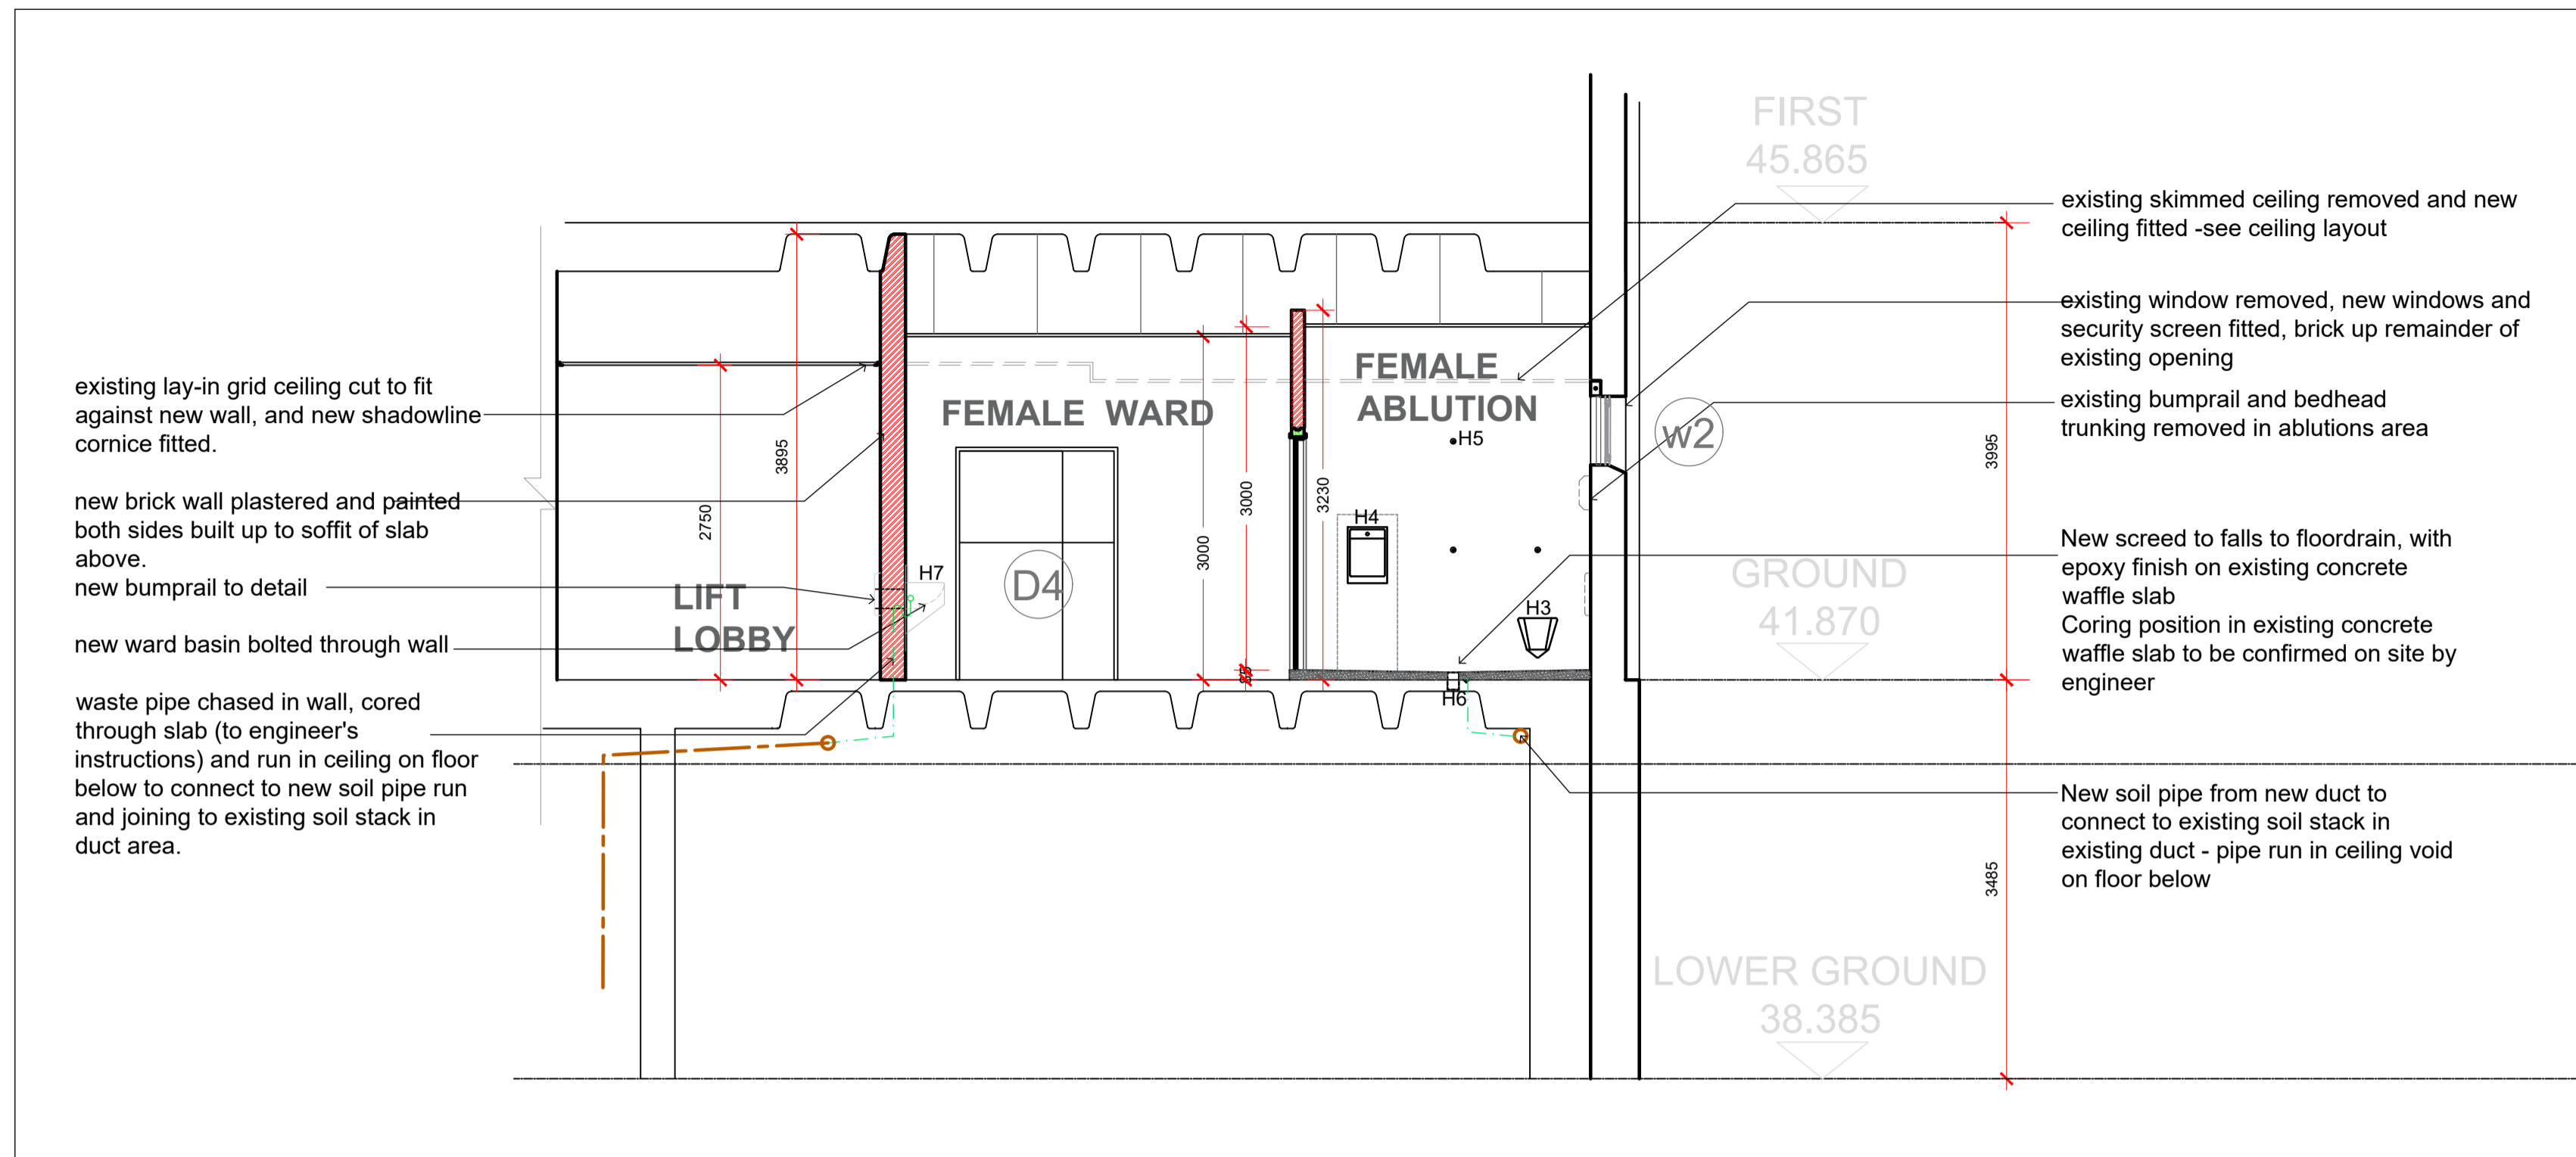 existing lay-in grid ceiling cut to fit
against new wall, and new shadowline
cornice fitted.
new brick wall plastered and painted
both sides built up to soffit of slab
above.
new bumprail to detail
new ward basin bolted through wall
waste pipe chased in wall, cored
through slab (to engineer's
instructions) and run in ceiling on floor
below to connect to new soil pipe run
and joining to existing soil stack in
duct area.
2750
3895
LIFT
LOBBY
H7
FEMALE WARD
D4
3000
3000
3230
FEMALE
ABLUTION
H5
H4
H3
H6
w2
FIRST
45.865
GROUND
41.870
LOWER GROUND
38.385
3995
3485
existing skimmed ceiling removed and new
ceiling fitted -see ceiling layout
existing window removed, new windows and
security screen fitted, brick up remainder of
existing opening
existing bumprail and bedhead
trunking removed in ablutions area
New screed to falls to floordrain, with
epoxy finish on existing concrete
waffle slab
Coring position in existing concrete
waffle slab to be confirmed on site by
engineer
New soil pipe from new duct to
connect to existing soil stack in
existing duct - pipe run in ceiling void
on floor below